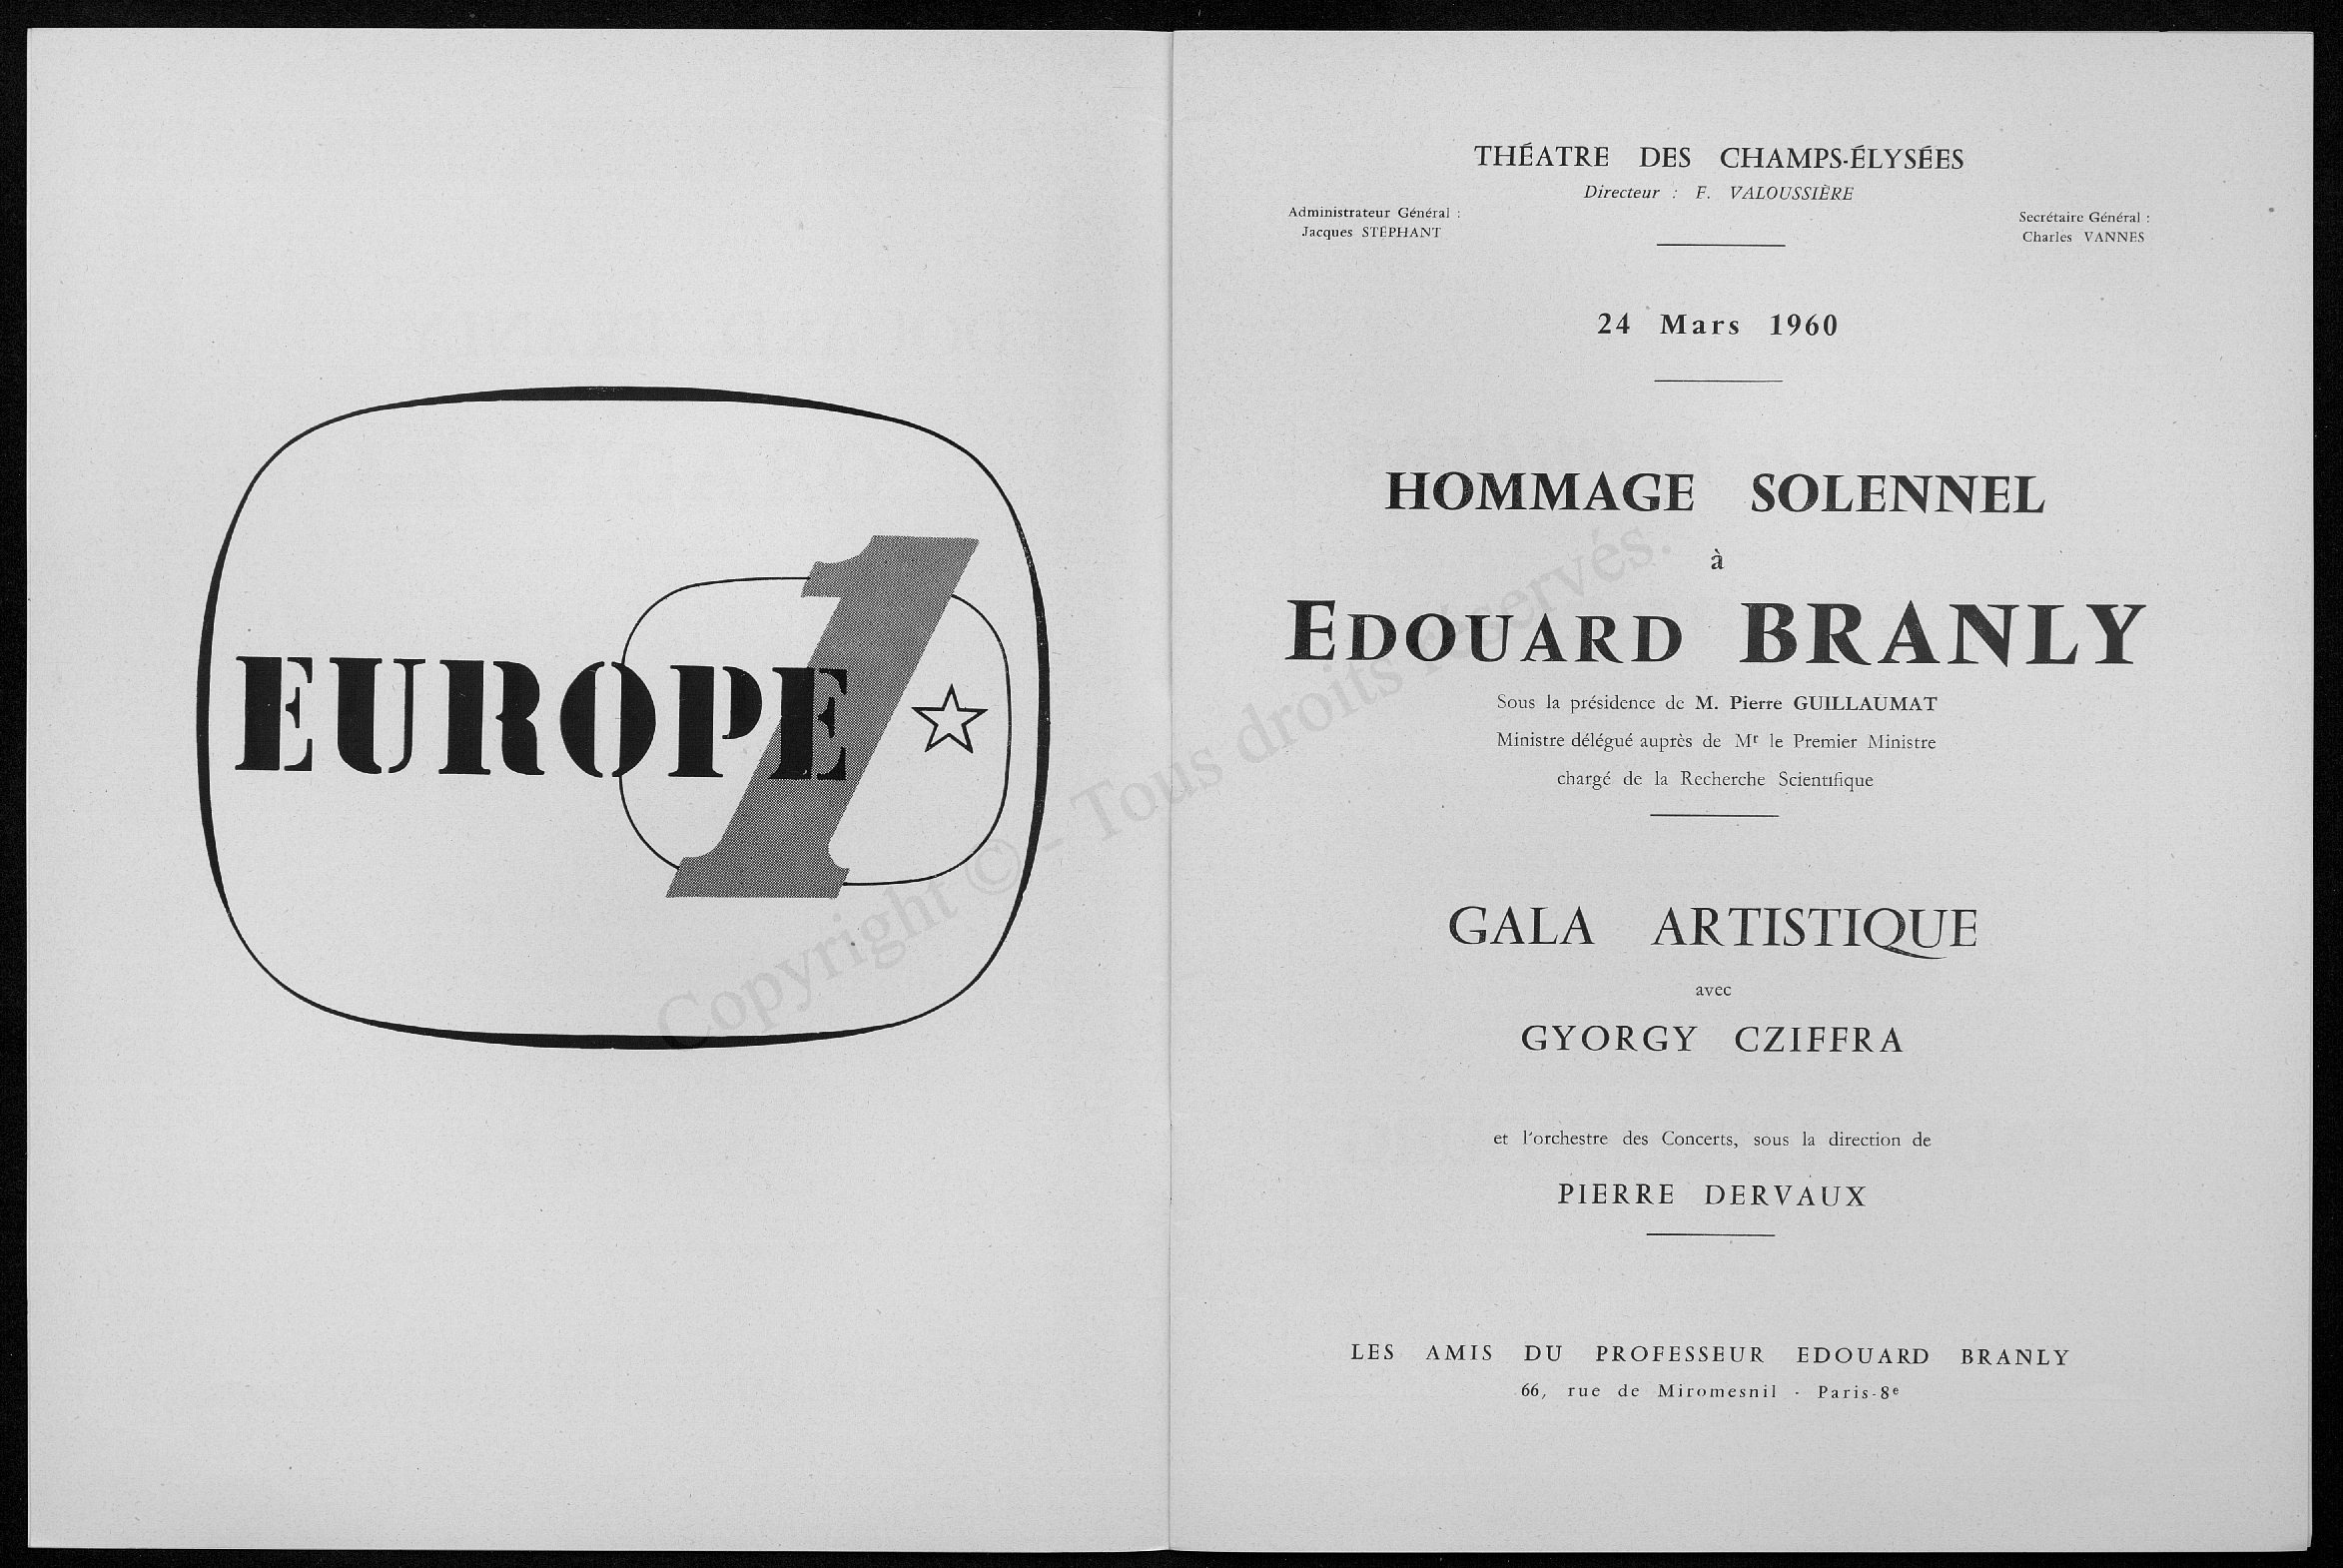 EUROPE 1
THÉATRE DES CHAMPS-ÉLYSÉES
Directeur : F. VALOUSSIÈRE
Administrateur Général :
Jacques STÉPHANT
Secrétaire Général :
Charles VANNES
24 Mars 1960
HOMMAGE SOLENNEL
à
EDOUARD BRANLY
Sous la présidence de M. Pierre GUILLAUMAT
Ministre délégué auprès de Mʳ le Premier Ministre
chargé de la Recherche Scientifique
GALA ARTISTIQUE
avec
GYORGY CZIFFRA
et l'orchestre des Concerts, sous la direction de
PIERRE DERVAUX
LES AMIS DU PROFESSEUR EDOUARD BRANLY
66, rue de Miromesnil - Paris-8ᵉ
Copyright © - Tous droits réservés.